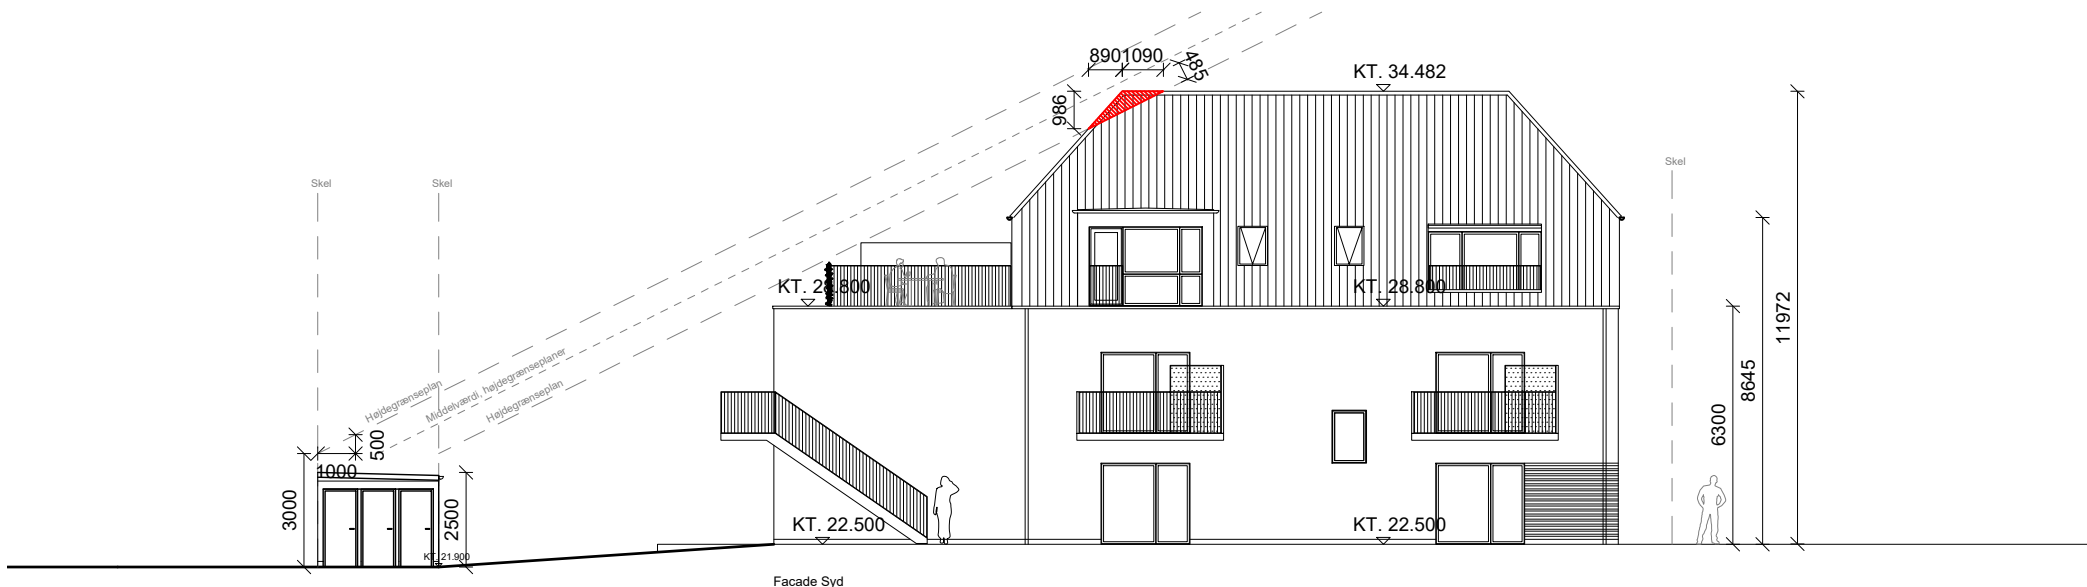 8901090
485
KT. 34.482
986
Skel
Skel
Skel
KT. 28.800
KT. 28.800
11972
8645
6300
Højdegrænseplan
Middelværdi, højdegrænseplaner
Højdegrænseplan
500
1000
3000
2500
KT. 21.900
KT. 22.500
KT. 22.500
Facade Syd